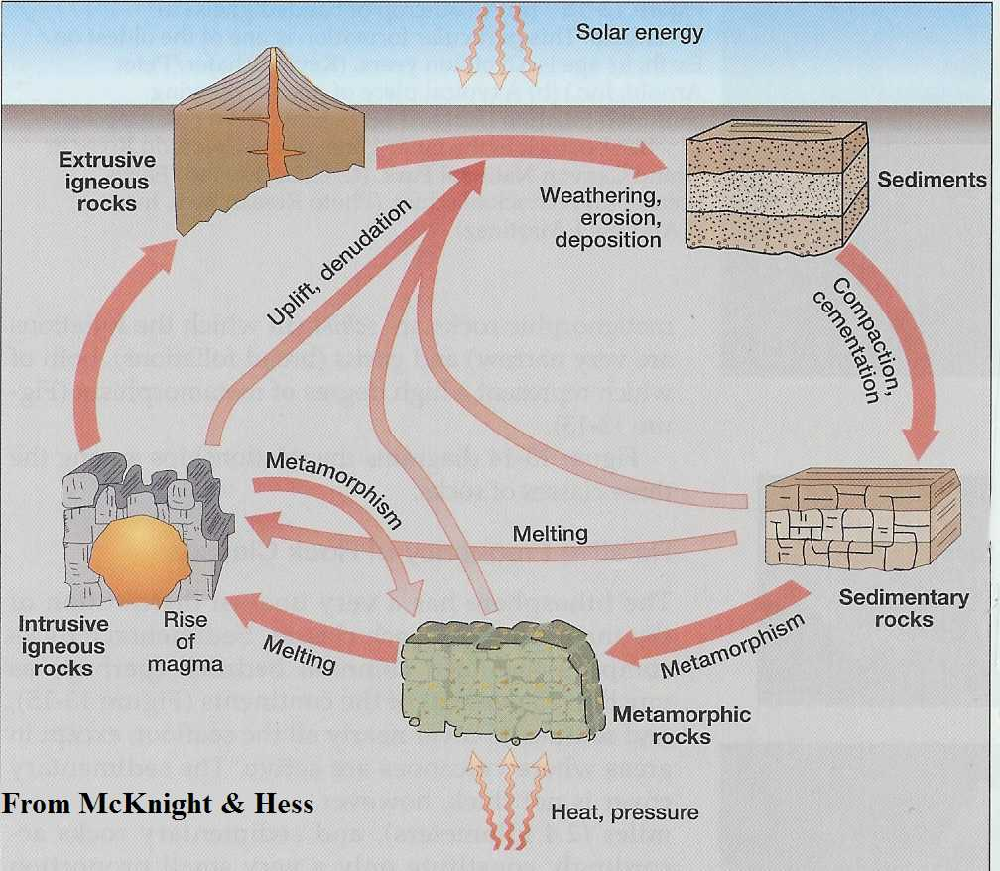 Solar energy
Extrusive
igneous
rocks
Weathering,
erosion,
deposition
Sediments
Uplift, denudation
Compaction,
cementation
Metamorphism
Melting
Intrusive
igneous
rocks
Rise
of
magma
Melting
Metamorphism
Sedimentary
rocks
Metamorphic
rocks
From McKnight & Hess
Heat, pressure